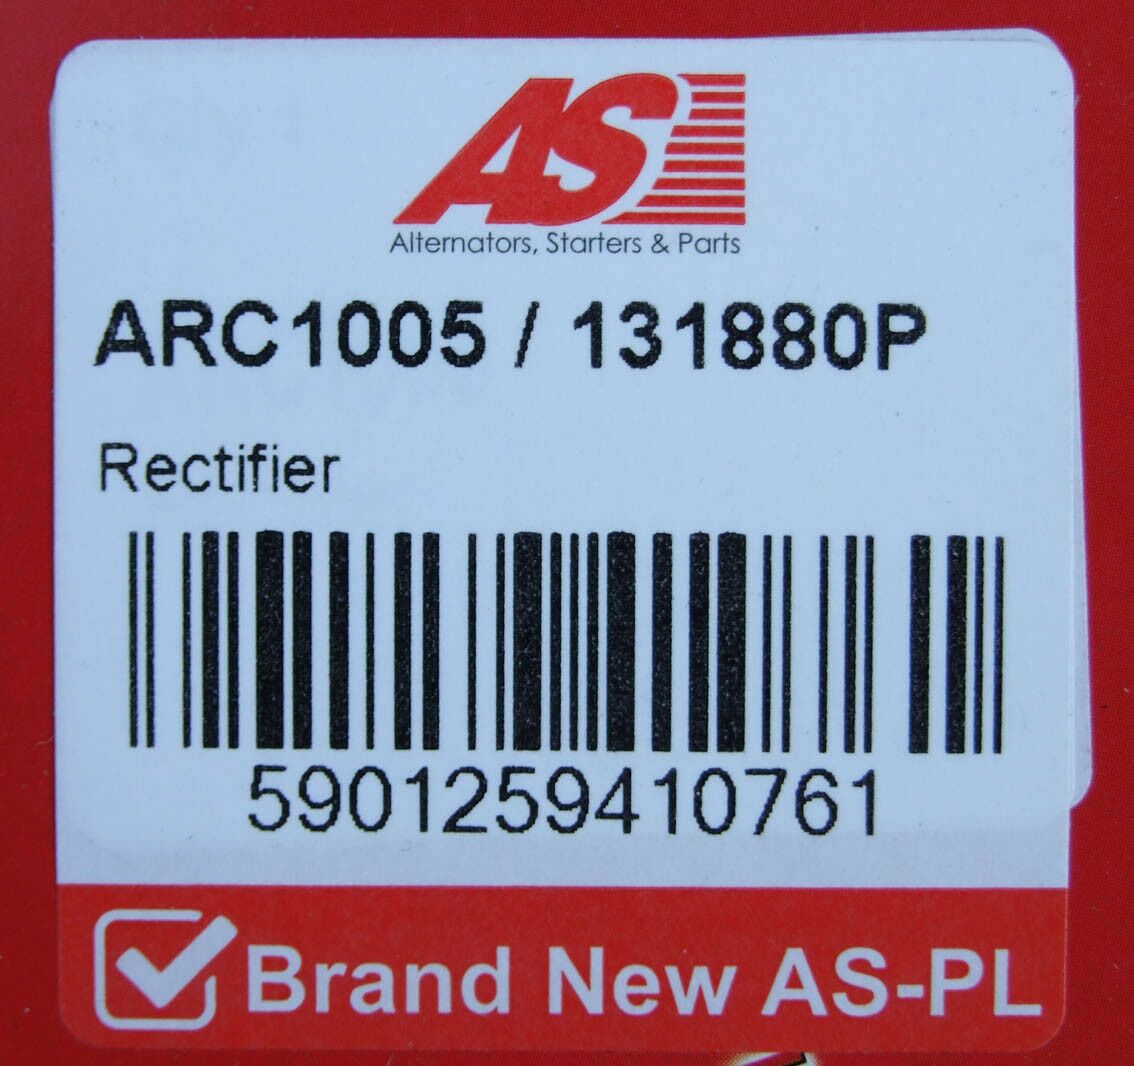 AS
Alternators, Starters & Parts
ARC1005 / 131880P
Rectifier
5901259410761
Brand New AS-PL